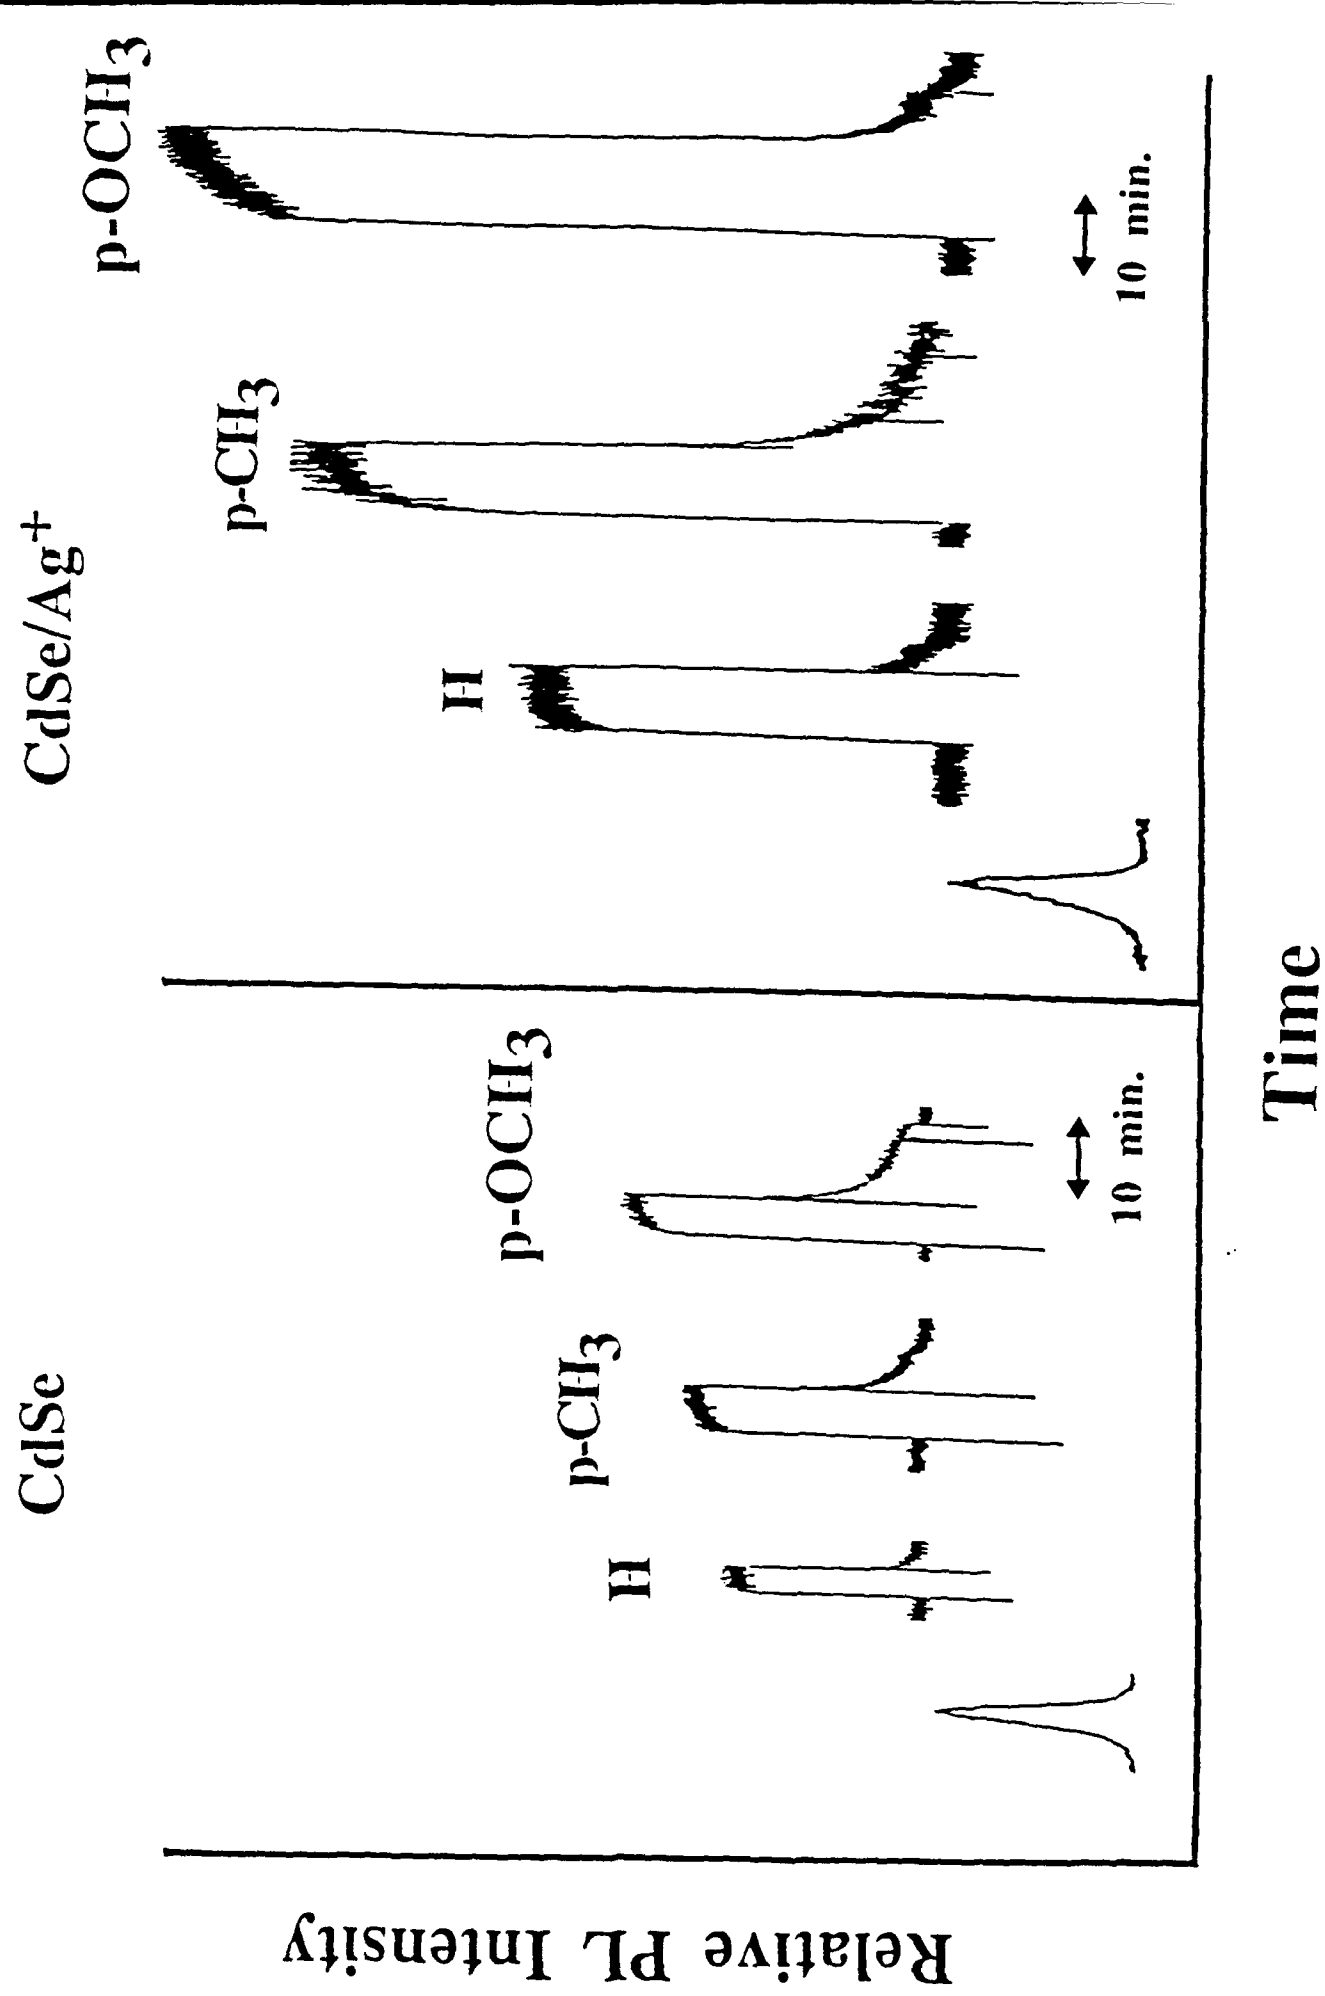 CdSe
CdSe/Ag+
H
p-CH3
p-OCH3
H
p-CH3
p-OCH3
10 min.
10 min.
Relative PL Intensity
Time